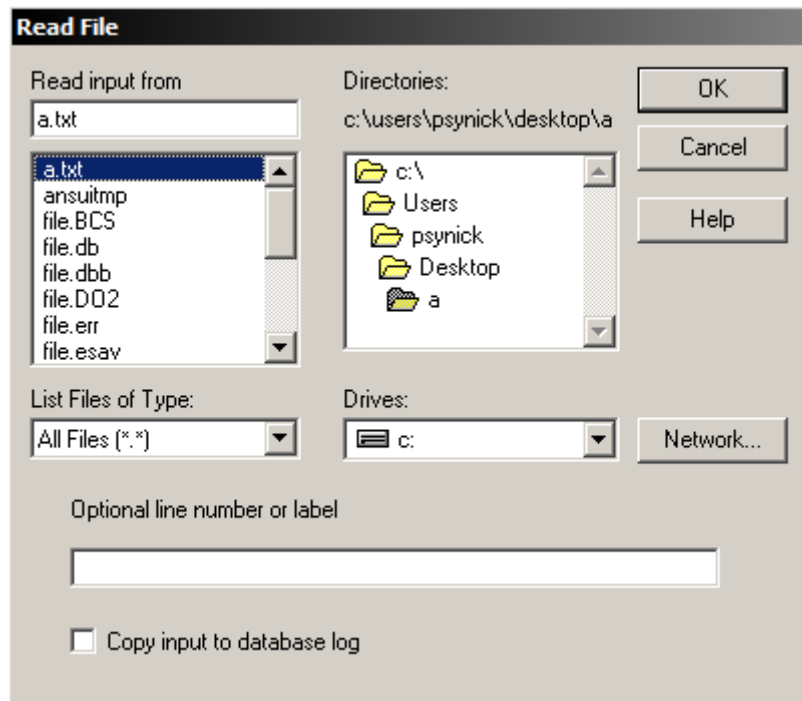 Read File
Read input from
a.txt
a.txt
ansuitmp
file.BCS
file.db
file.dbb
file.DO2
file.err
file.esav
List Files of Type:
All Files (*.*)
Directories:
c:\users\psynick\desktop\a
c:\
Users
psynick
Desktop
a
Drives:
c:
OK
Cancel
Help
Network...
Optional line number or label
Copy input to database log